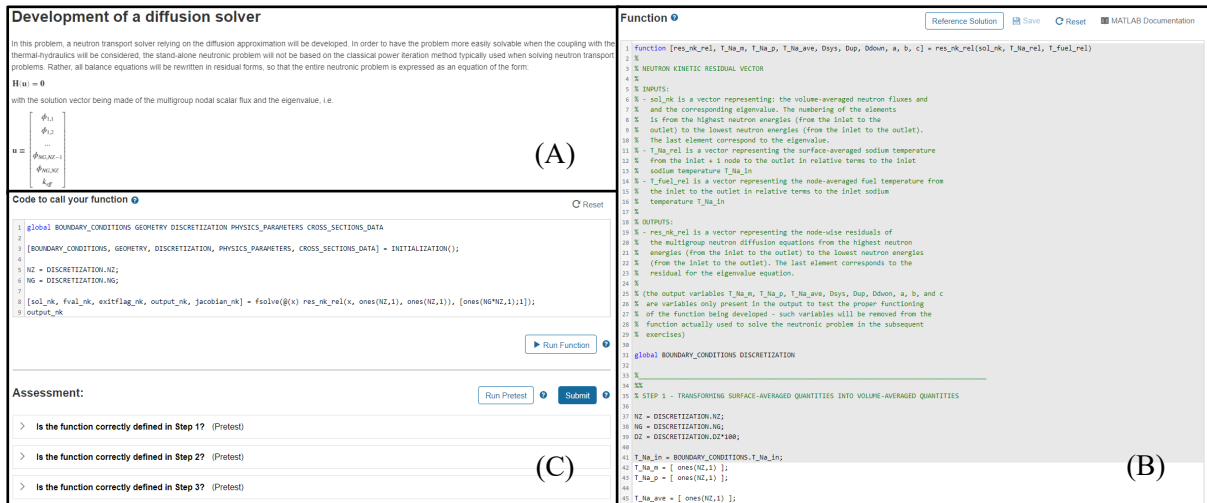 Development of a diffusion solver
In this problem, a neutron transport solver relying on the diffusion approximation will be developed. In order to have the problem more easily solvable when the coupling with the
thermal-hydraulics will be considered, the stand-alone neutronic problem will not be based on the classical power iteration method typically used when solving neutron transport
problems. Rather, all balance equations will be rewritten in residual forms, so that the entire neutronic problem is expressed as an equation of the form:
H(u) = 0
with the solution vector being made of the multigroup nodal scalar flux and the eigenvalue, i.e.
ϕ1,1
ϕ1,2
...
u = ϕNG,NZ−1
ϕNG,NZ
keff
(A)
Code to call your function
Reset
1 global BOUNDARY_CONDITIONS GEOMETRY DISCRETIZATION PHYSICS_PARAMETERS CROSS_SECTIONS_DATA
2
3 [BOUNDARY_CONDITIONS, GEOMETRY, DISCRETIZATION, PHYSICS_PARAMETERS, CROSS_SECTIONS_DATA] = INITIALIZATION();
4
5 NZ = DISCRETIZATION.NZ;
6 NG = DISCRETIZATION.NG;
7
8 [sol_nk, fval_nk, exitflag_nk, output_nk, jacobian_nk] = fsolve(@(x) res_nk_rel(x, ones(NZ,1), ones(NZ,1)), [ones(NG*NZ,1);1]);
9 output_nk
Run Function
Assessment:
Run Pretest
Submit
Is the function correctly defined in Step 1? (Pretest)
Is the function correctly defined in Step 2? (Pretest)
Is the function correctly defined in Step 3? (Pretest)
(C)
Function
Reference Solution
Save
Reset
MATLAB Documentation
1 function [res_nk_rel, T_Na_m, T_Na_p, T_Na_ave, Dsys, Dup, Ddown, a, b, c] = res_rel(sol_nk, T_Na_rel, T_fuel_rel)
2 %
3 % NEUTRON KINETIC RESIDUAL VECTOR
4 %
5 % INPUTS:
6 % - sol_nk is a vector representing: the volume-averaged neutron fluxes and
7 % and the corresponding eigenvalue. The numbering of the elements
8 % is from the highest neutron energies (from the inlet to the
9 % outlet) to the lowest neutron energies (from the inlet to the outlet).
10 % The last element correspond to the eigenvalue.
11 % - T_Na_rel is a vector representing the surface-averaged sodium temperature
12 % from the inlet + 1 node to the outlet in relative terms to the inlet
13 % sodium temperature T_Na_in
14 % - T_fuel_rel is a vector representing the node-averaged fuel temperature from
15 % the inlet to the outlet in relative terms to the inlet sodium
16 % temperature T_Na_in
17 %
18 % OUTPUTS:
19 % - res_nk_rel is a vector representing the node-wise residuals of
20 % the multigroup neutron diffusion equations from the highest neutron
21 % energies (from the inlet to the outlet) to the lowest neutron energies
22 % (from the inlet to the outlet). The last element corresponds to the
23 % residual for the eigenvalue equation.
24 %
25 % (the output variables T_Na_m, T_Na_p, T_Na_ave, Dsys, Dup, Ddwon, a, b, and c
26 % are variables only present in the output to test the proper functioning
27 % of the function being developed - such variables will be removed from the
28 % function actually used to solve the neutronic problem in the subsequent
29 % exercises)
30
31 global BOUNDARY_CONDITIONS DISCRETIZATION
32
33 %
34 %%
35 % STEP 1 - TRANSFORMING SURFACE-AVERAGED QUANTITIES INTO VOLUME-AVERAGED QUANTITIES
36
37 NZ = DISCRETIZATION.NZ;
38 NG = DISCRETIZATION.NG;
39 DZ = DISCRETIZATION.DZ*100;
40
41 T_Na_in = BOUNDARY_CONDITIONS.T_Na_in;
42 T_Na_m = [ ones(NZ,1) ];
43 T_Na_p = [ ones(NZ,1) ];
44
45 T_Na_ave = [ ones(NZ,1) ];
(B)